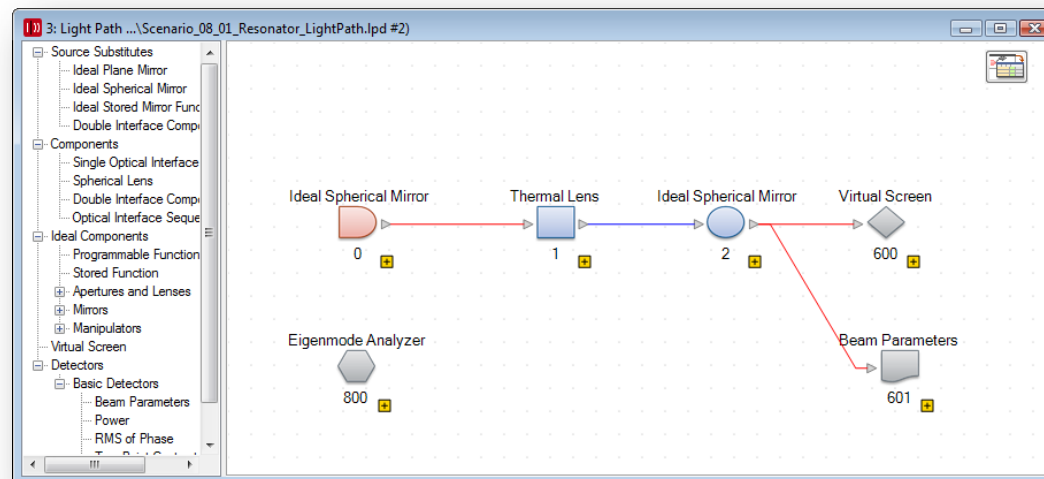 3: Light Path ...\Scenario_08_01_Resonator_LightPath.lpd #2)
Source Substitutes
Ideal Plane Mirror
Ideal Spherical Mirror
Ideal Stored Mirror Func
Double Interface Compo
Components
Single Optical Interface
Spherical Lens
Double Interface Compo
Optical Interface Seque
Ideal Components
Programmable Function
Stored Function
Apertures and Lenses
Mirrors
Manipulators
Virtual Screen
Detectors
Basic Detectors
Beam Parameters
Power
RMS of Phase
Ideal Spherical Mirror
0
Thermal Lens
1
Ideal Spherical Mirror
2
Virtual Screen
600
Eigenmode Analyzer
800
Beam Parameters
601